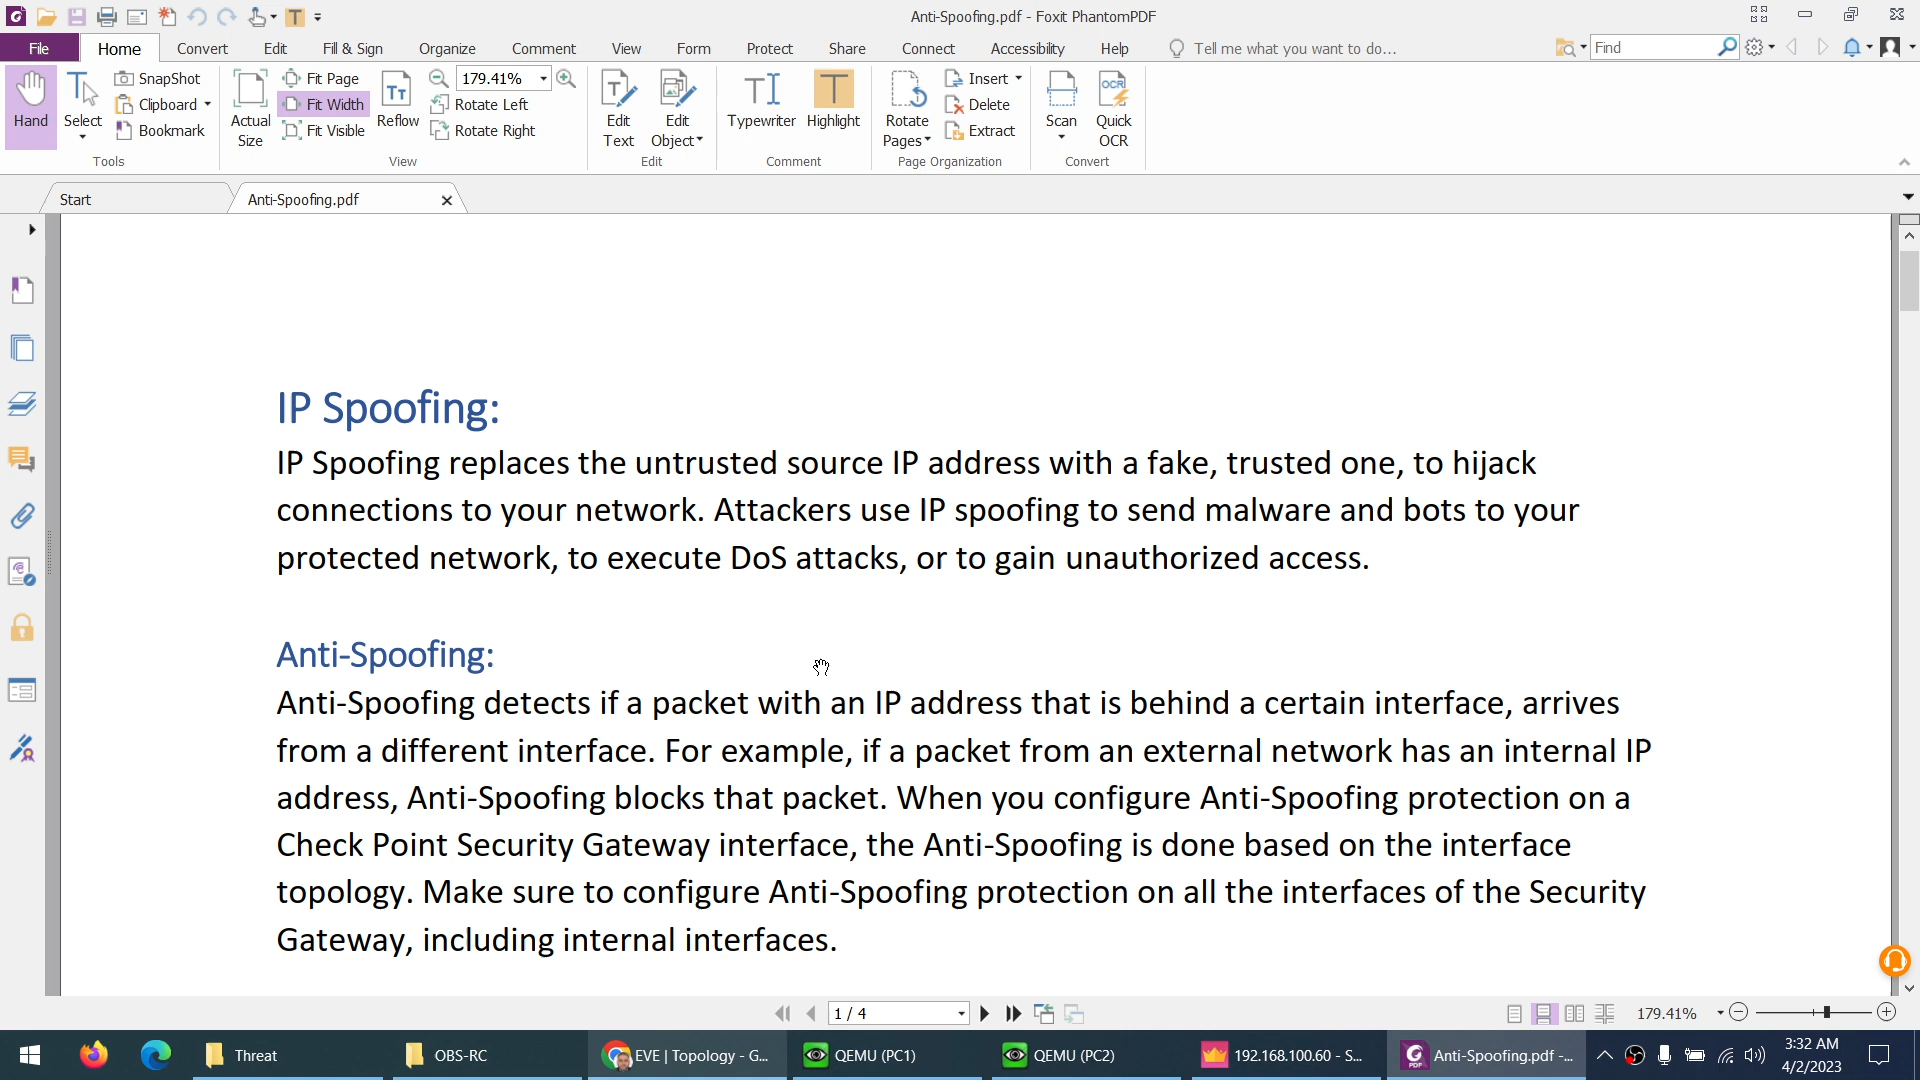 Anti-Spoofing.pdf - Foxit PhantomPDF
File Home Convert Edit Fill & Sign Organize Comment View Form Protect Share Connect Accessibility Help Tell me what you want to do... Find
Hand
Select
SnapShot
Clipboard
Bookmark
Tools
Actual
Size
Fit Page
Fit Width
Fit Visible
Reflow
179.41%
Rotate Left
Rotate Right
View
Edit
Text
Edit
Object
Edit
Typewriter
Highlight
Comment
Rotate
Pages
Insert
Delete
Extract
Page Organization
Scan
OCR
Quick
OCR
Convert
Start
Anti-Spoofing.pdf
IP Spoofing:
IP Spoofing replaces the untrusted source IP address with a fake, trusted one, to hijack
connections to your network. Attackers use IP spoofing to send malware and bots to your
protected network, to execute DoS attacks, or to gain unauthorized access.
Anti-Spoofing:
Anti-Spoofing detects if a packet with an IP address that is behind a certain interface, arrives
from a different interface. For example, if a packet from an external network has an internal IP
address, Anti-Spoofing blocks that packet. When you configure Anti-Spoofing protection on a
Check Point Security Gateway interface, the Anti-Spoofing is done based on the interface
topology. Make sure to configure Anti-Spoofing protection on all the interfaces of the Security
Gateway, including internal interfaces.
1 / 4
179.41%
Threat
OBS-RC
EVE | Topology - G...
QEMU (PC1)
QEMU (PC2)
192.168.100.60 - S...
Anti-Spoofing.pdf -...
3:32 AM
4/2/2023